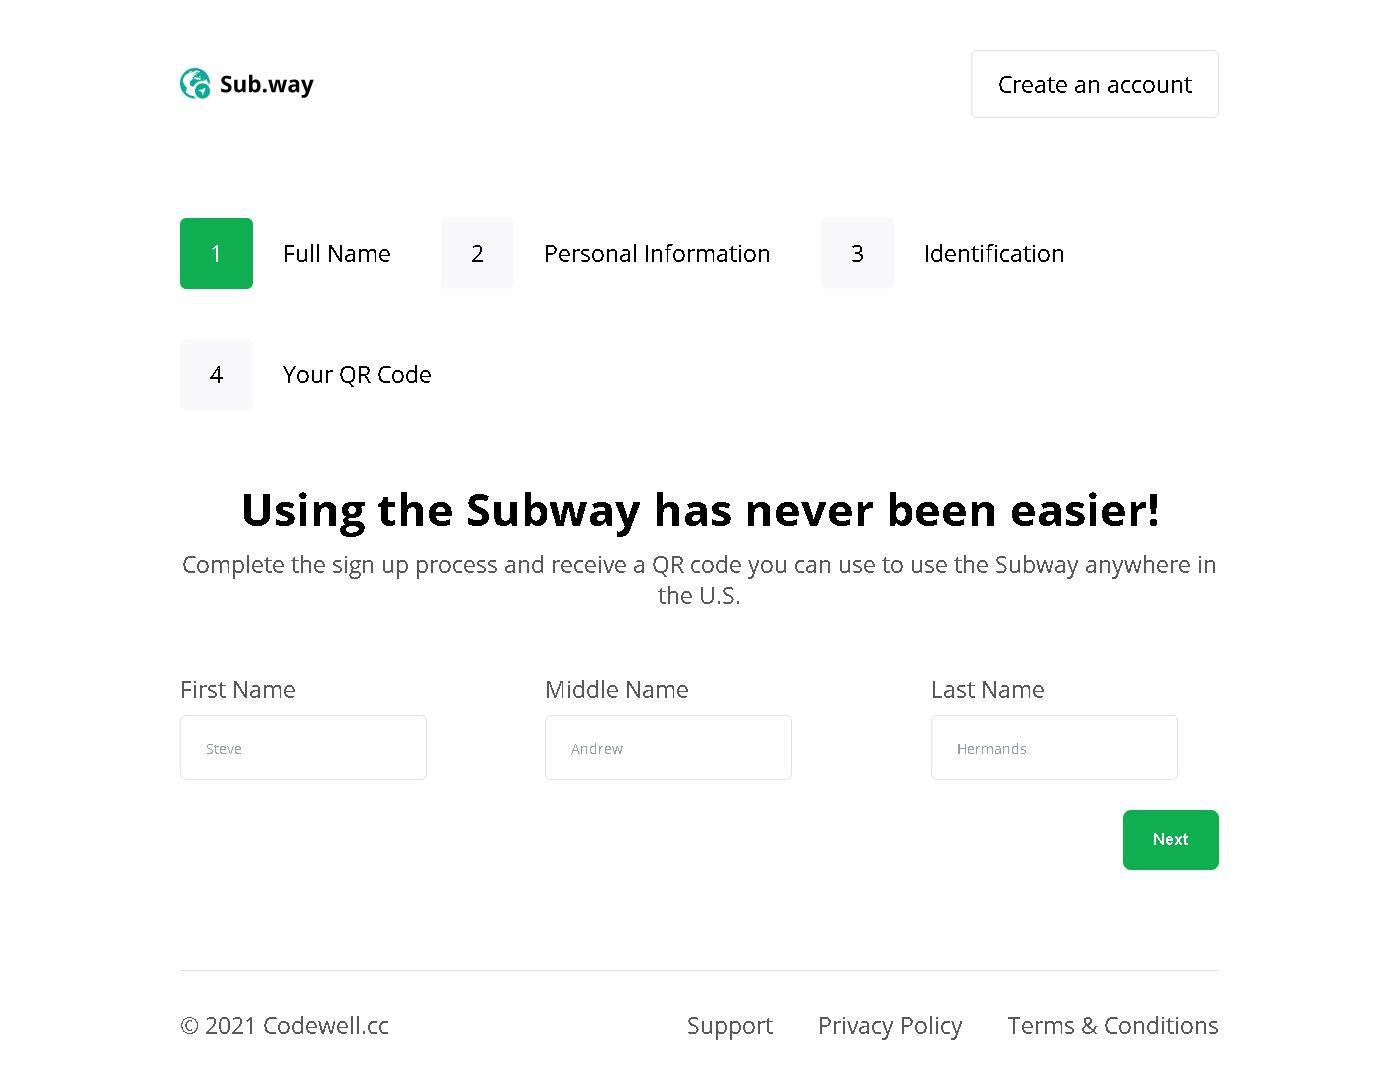 Sub.way
Create an account
1 Full Name 2 Personal Information 3 Identification
4 Your QR Code
Using the Subway has never been easier!
Complete the sign up process and receive a QR code you can use to use the Subway anywhere in
the U.S.
First Name Middle Name Last Name
Steve Andrew Hermands
Next
© 2021 Codewell.cc Support Privacy Policy Terms & Conditions